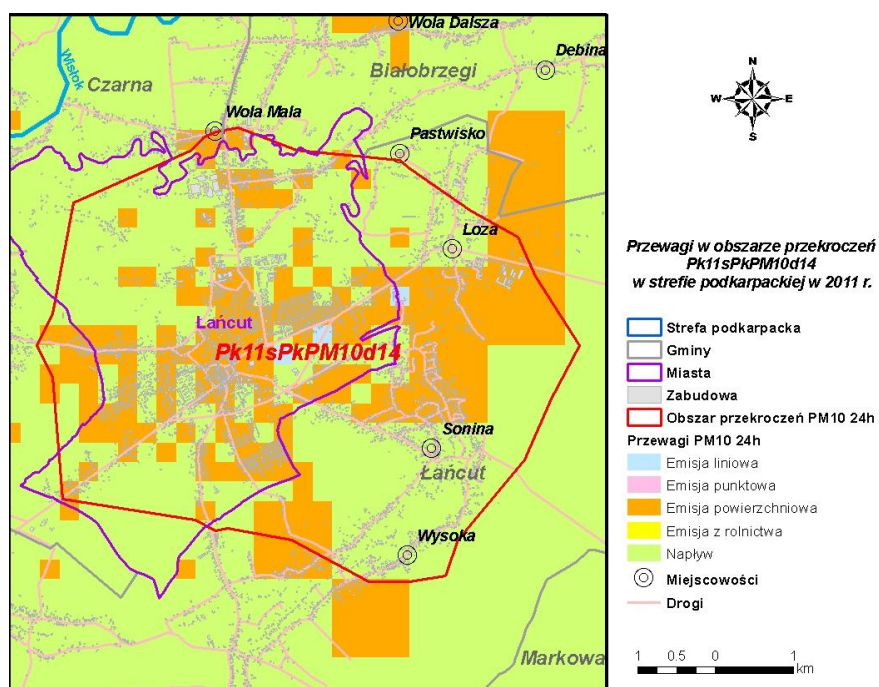 Wola Dalsza
Debina
Białobrzegi
Wisłok
Czarna
Wola Mala
Pastwisko
Loza
Łańcut
Pk11sPkPM10d14
Sonina
Łańcut
Wysoka
Markowa
N
W
E
S
Przewagi w obszarze przekroczeń
Pk11sPkPM10d14
w strefie podkarpackiej w 2011 r.
Strefa podkarpacka
Gminy
Miasta
Zabudowa
Obszar przekroczeń PM10 24h
Przewagi PM10 24h
Emisja liniowa
Emisja punktowa
Emisja powierzchniowa
Emisja z rolnictwa
Napływ
Miejscowości
Drogi
1 0.5 0 1
km